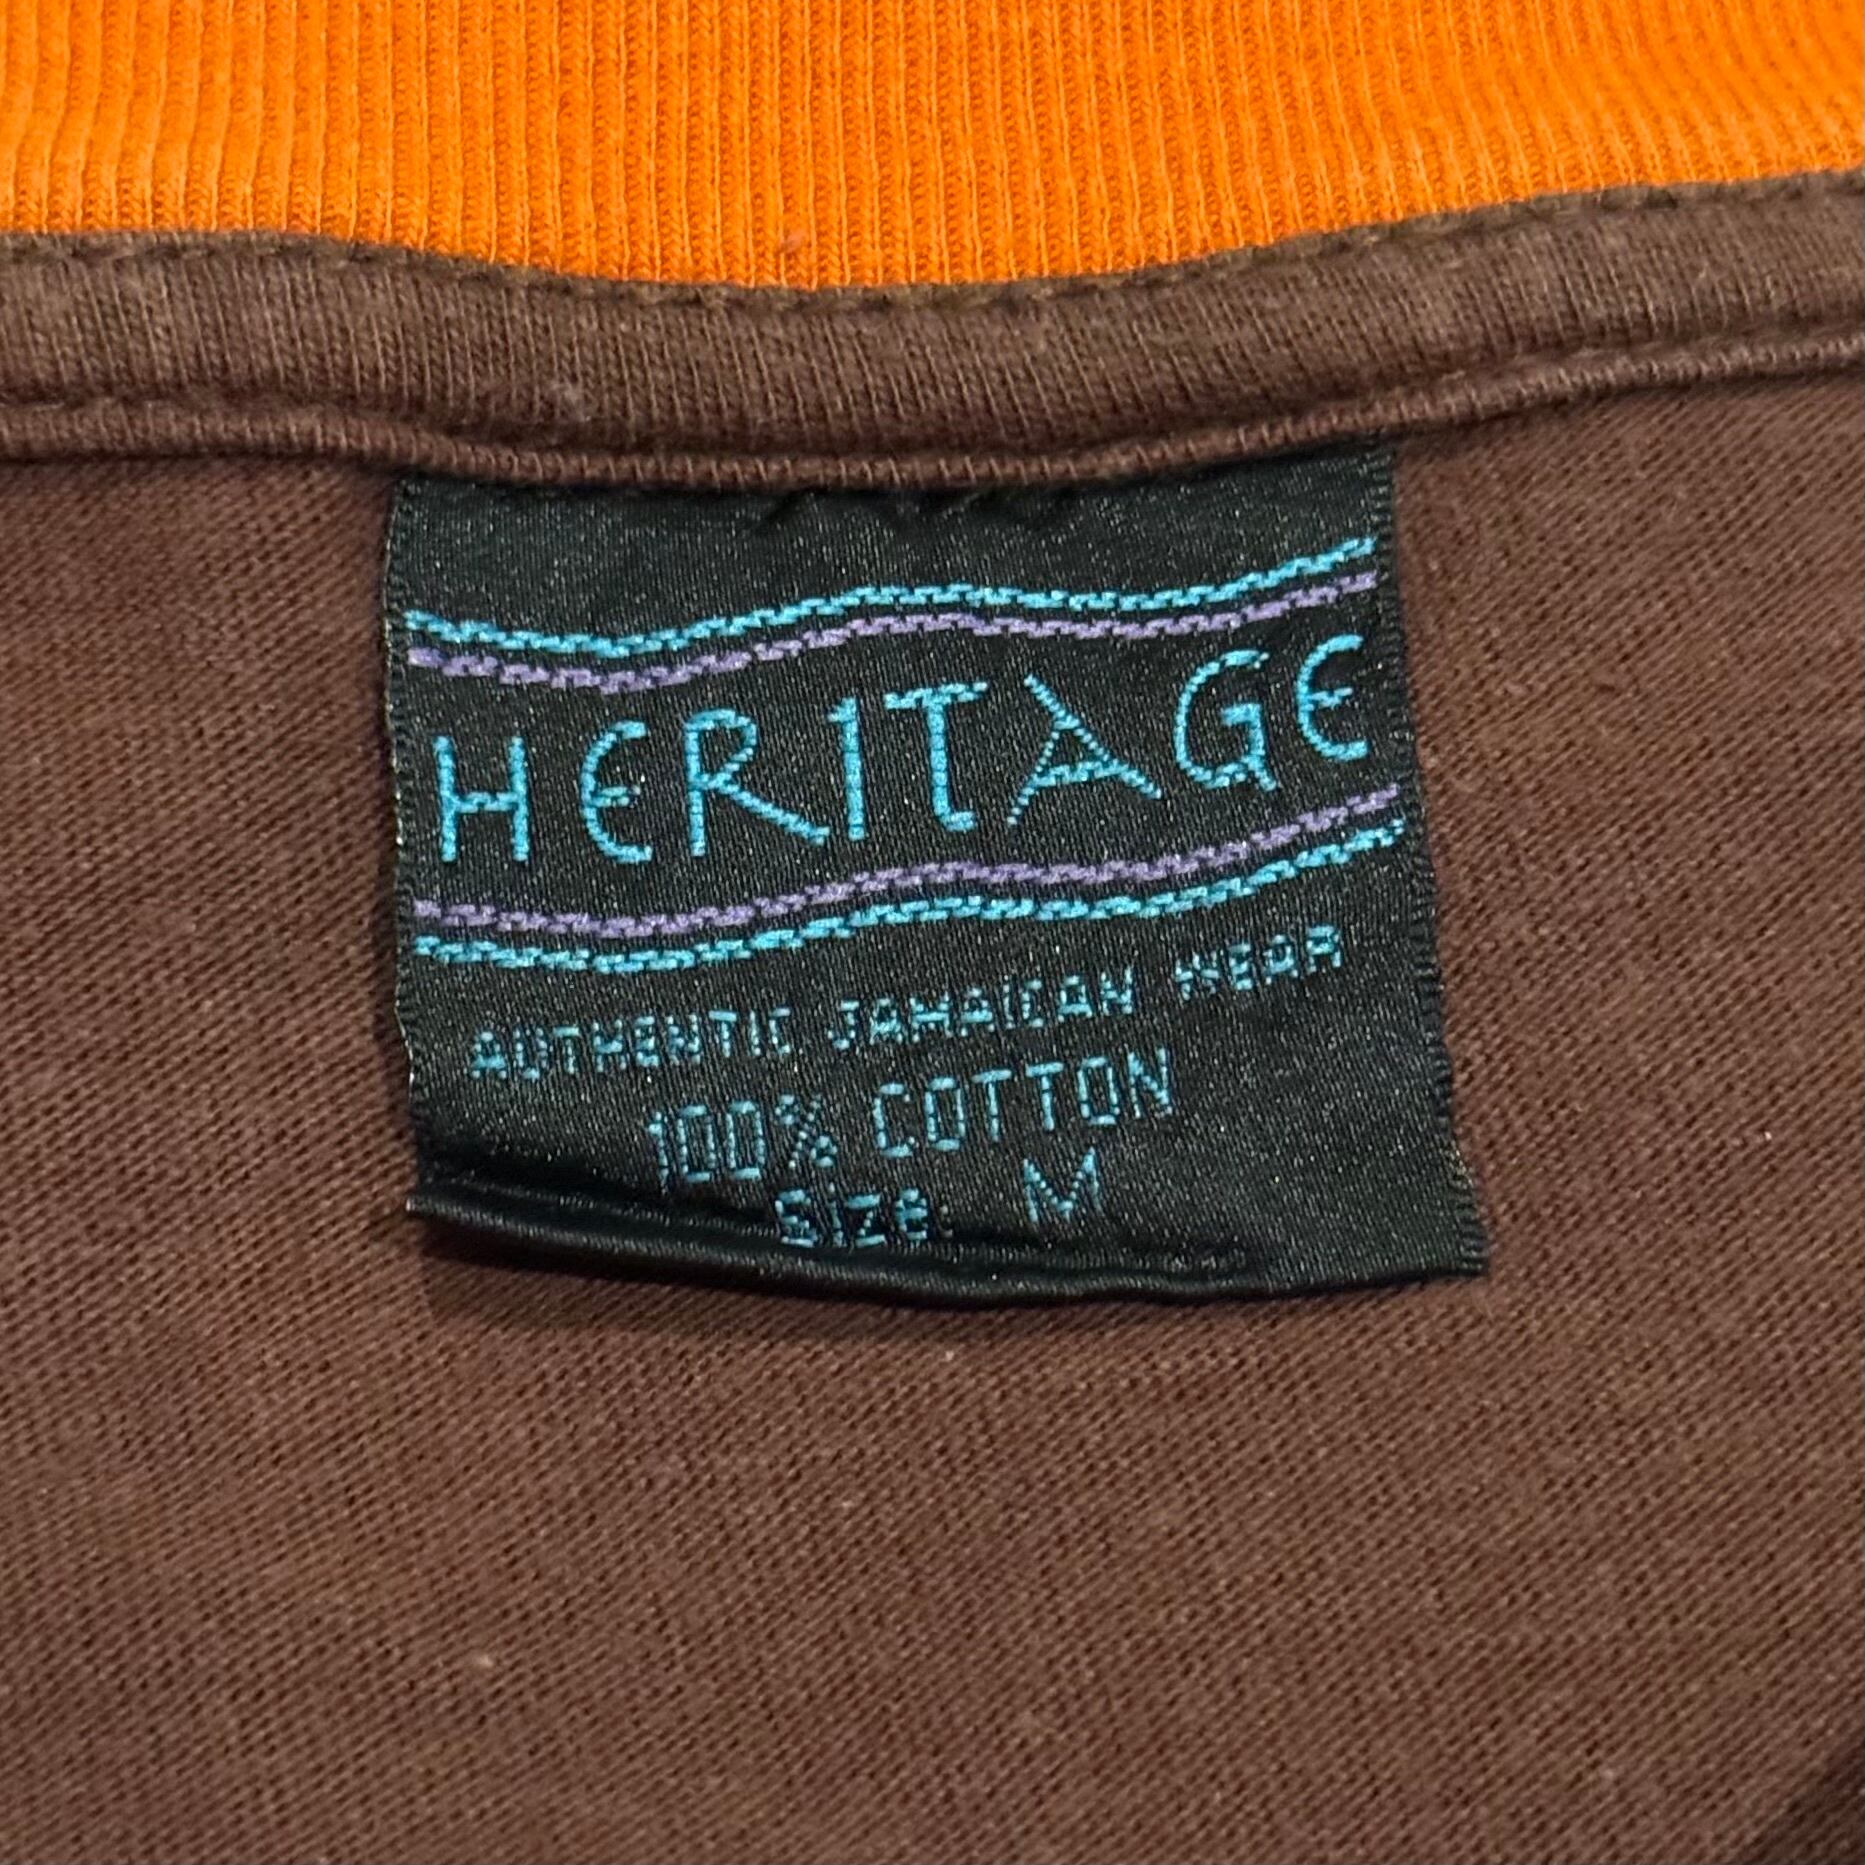 HERITAGE
AUTHENTIC JAMAICAN WEAR
100% COTTON
Size: M